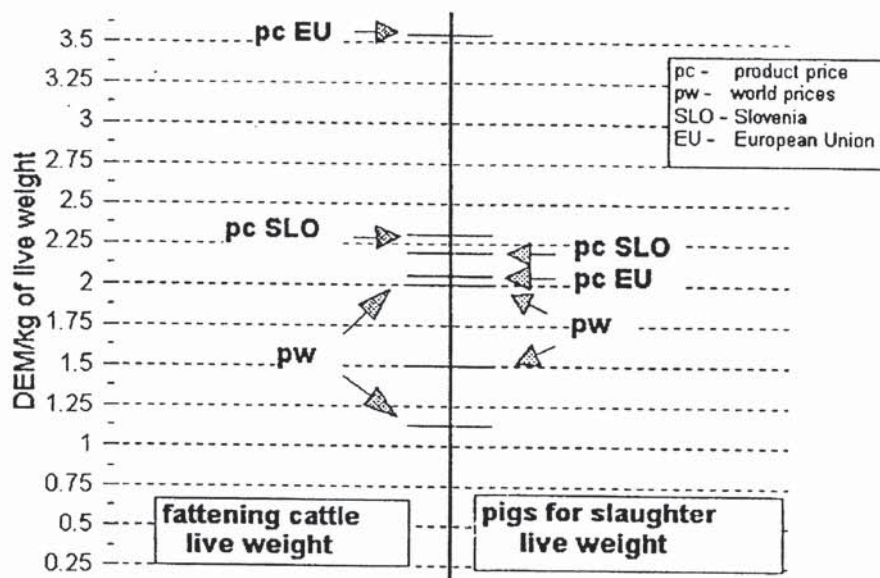 pc EU
3.5
3.25
3
2.75
2.5
2.25
2
1.75
1.5
1.25
1
0.75
0.5
0.25
DEM/kg of live weight
pc - product price
pw - world prices
SLO - Slovenia
EU - European Union
pc SLO
pc SLO
pc EU
pw
pw
fattening cattle
live weight
pigs for slaughter
live weight